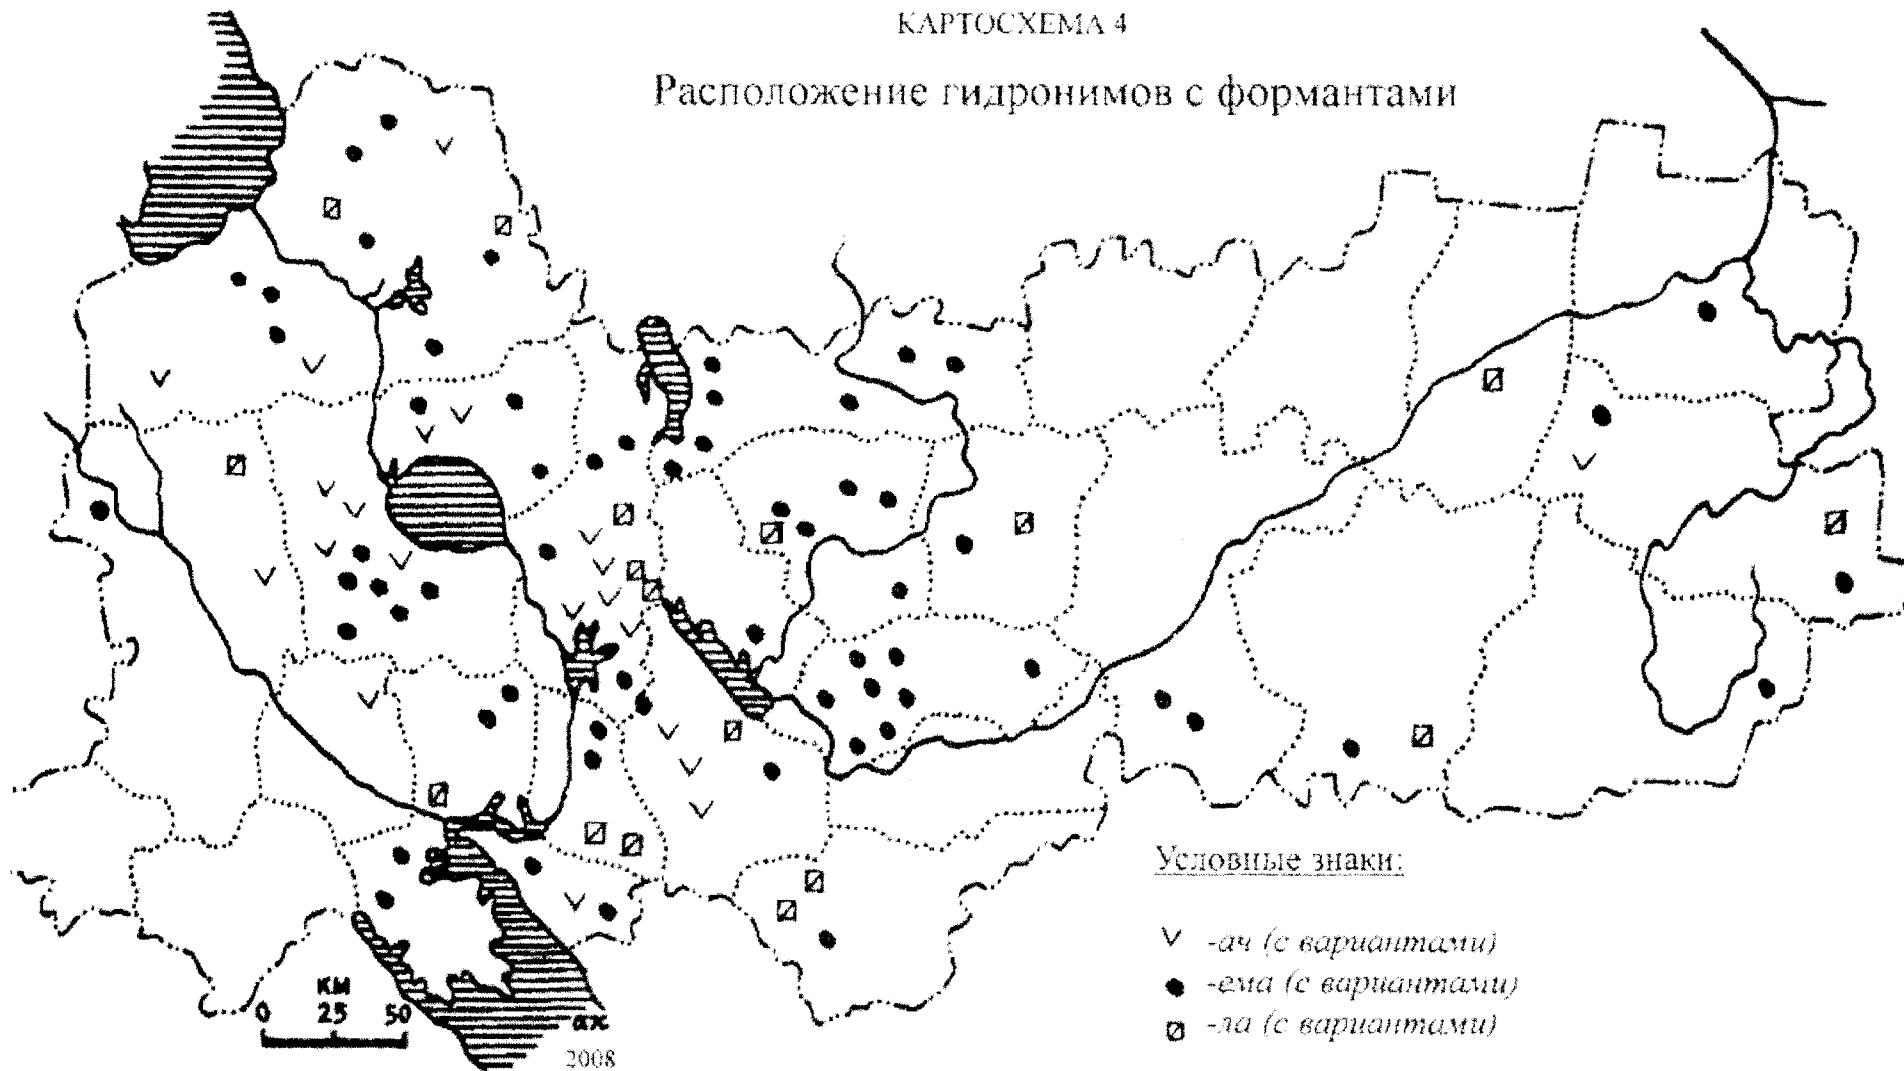 КАРТОСХЕМА 4
Расположение гидронимов с формантами
Условные знаки:
-ач (с вариантами)
-ема (с вариантами)
-ла (с вариантами)
км
0 25 50
ах
2008